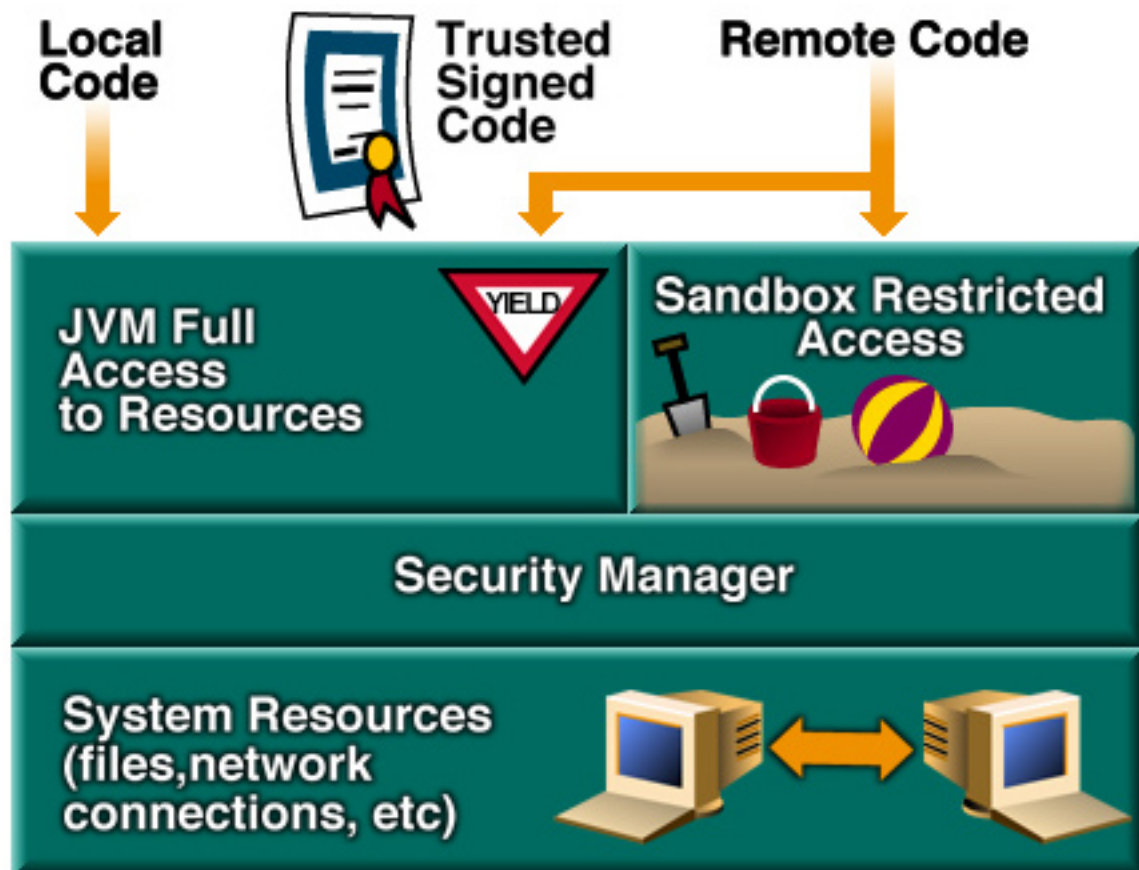 Local
Code
Trusted
Signed
Code
Remote Code
JVM Full
Access
to Resources
YIELD
Sandbox Restricted
Access
Security Manager
System Resources
(files,network
connections, etc)